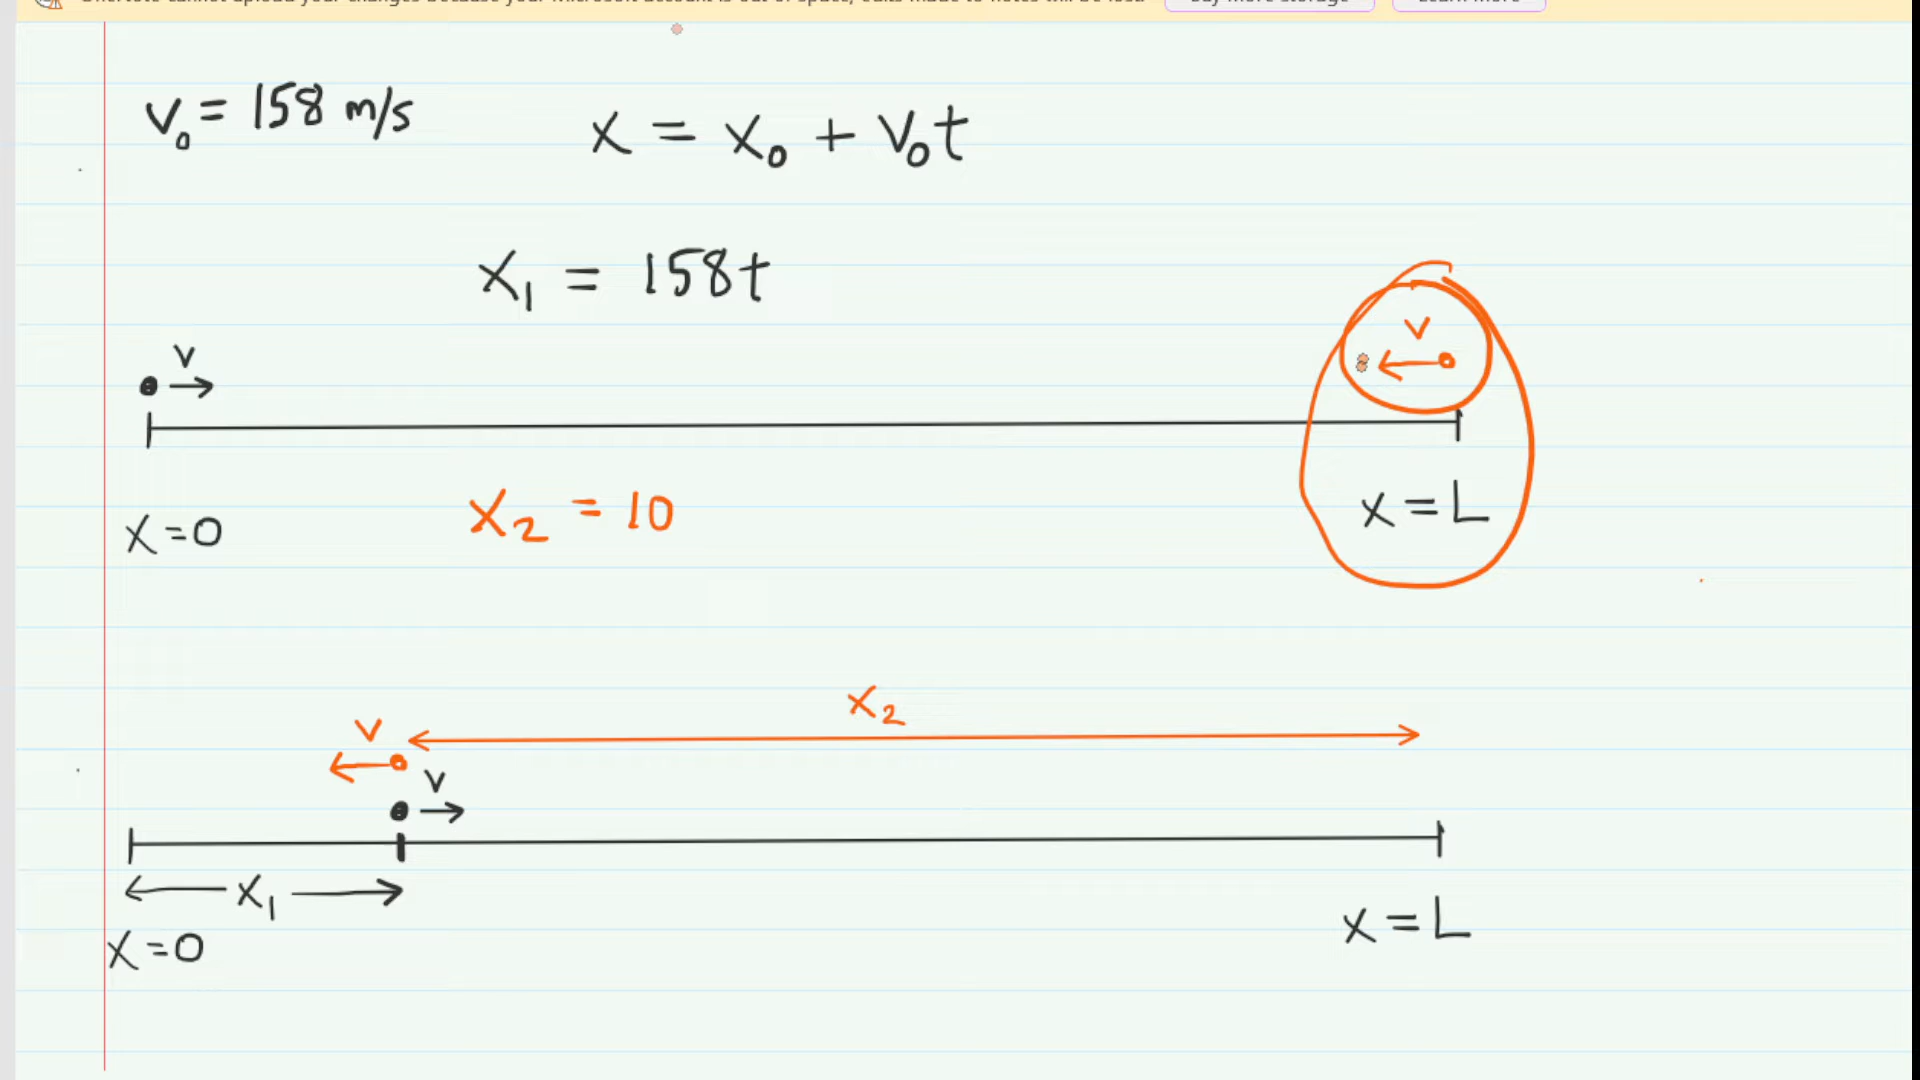 v₀ = 158 m/s
x = x₀ + v₀t
x₁ = 158t
v
v
x = 0
x₂ = 10
x = L
x₂
v
v
x₁
x = 0
x = L